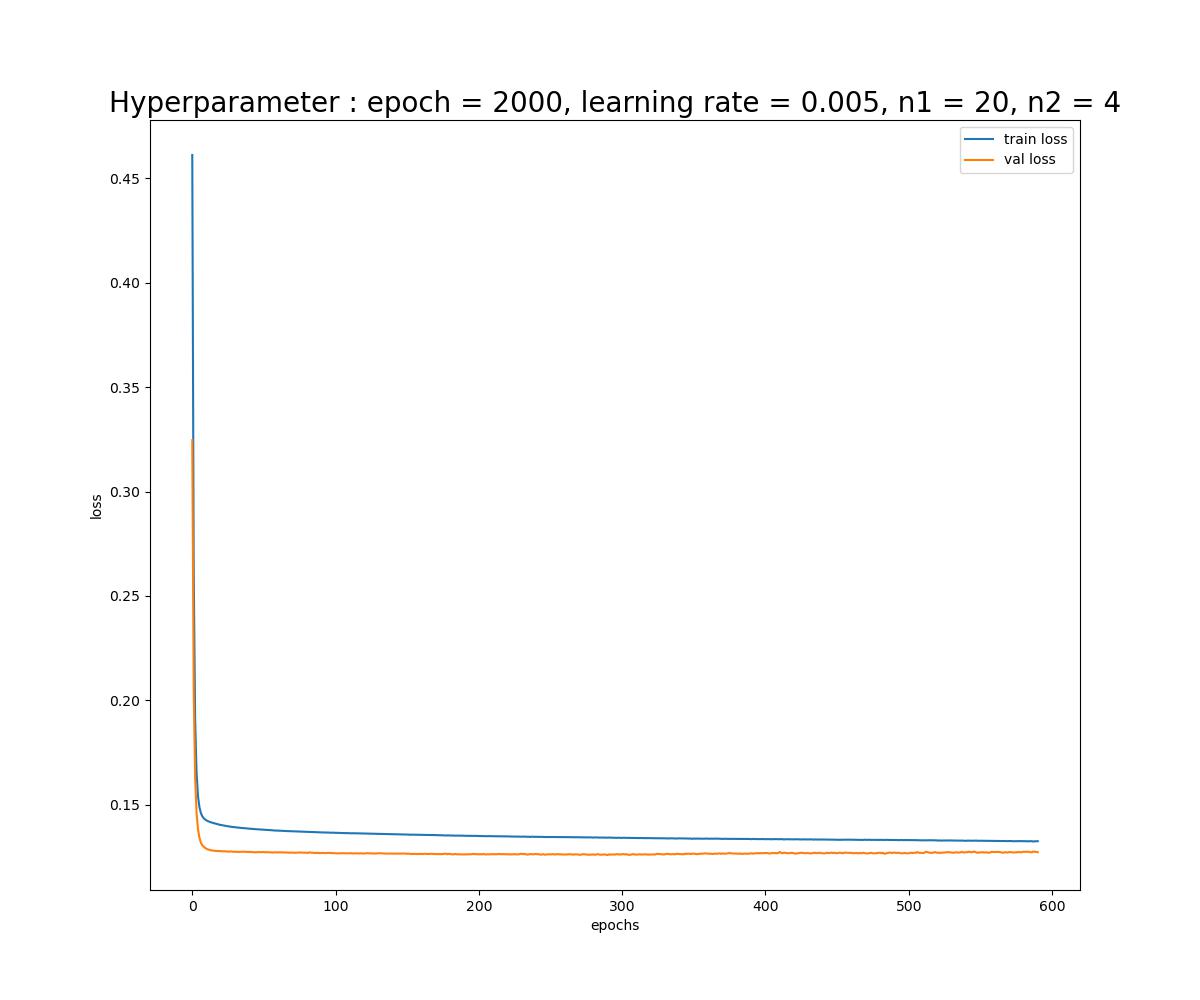 Hyperparameter : epoch = 2000, learning rate = 0.005, n1 = 20, n2 = 4
train loss
val loss
0.45
0.40
0.35
0.30
0.25
0.20
0.15
loss
0
100
200
300
400
500
600
epochs